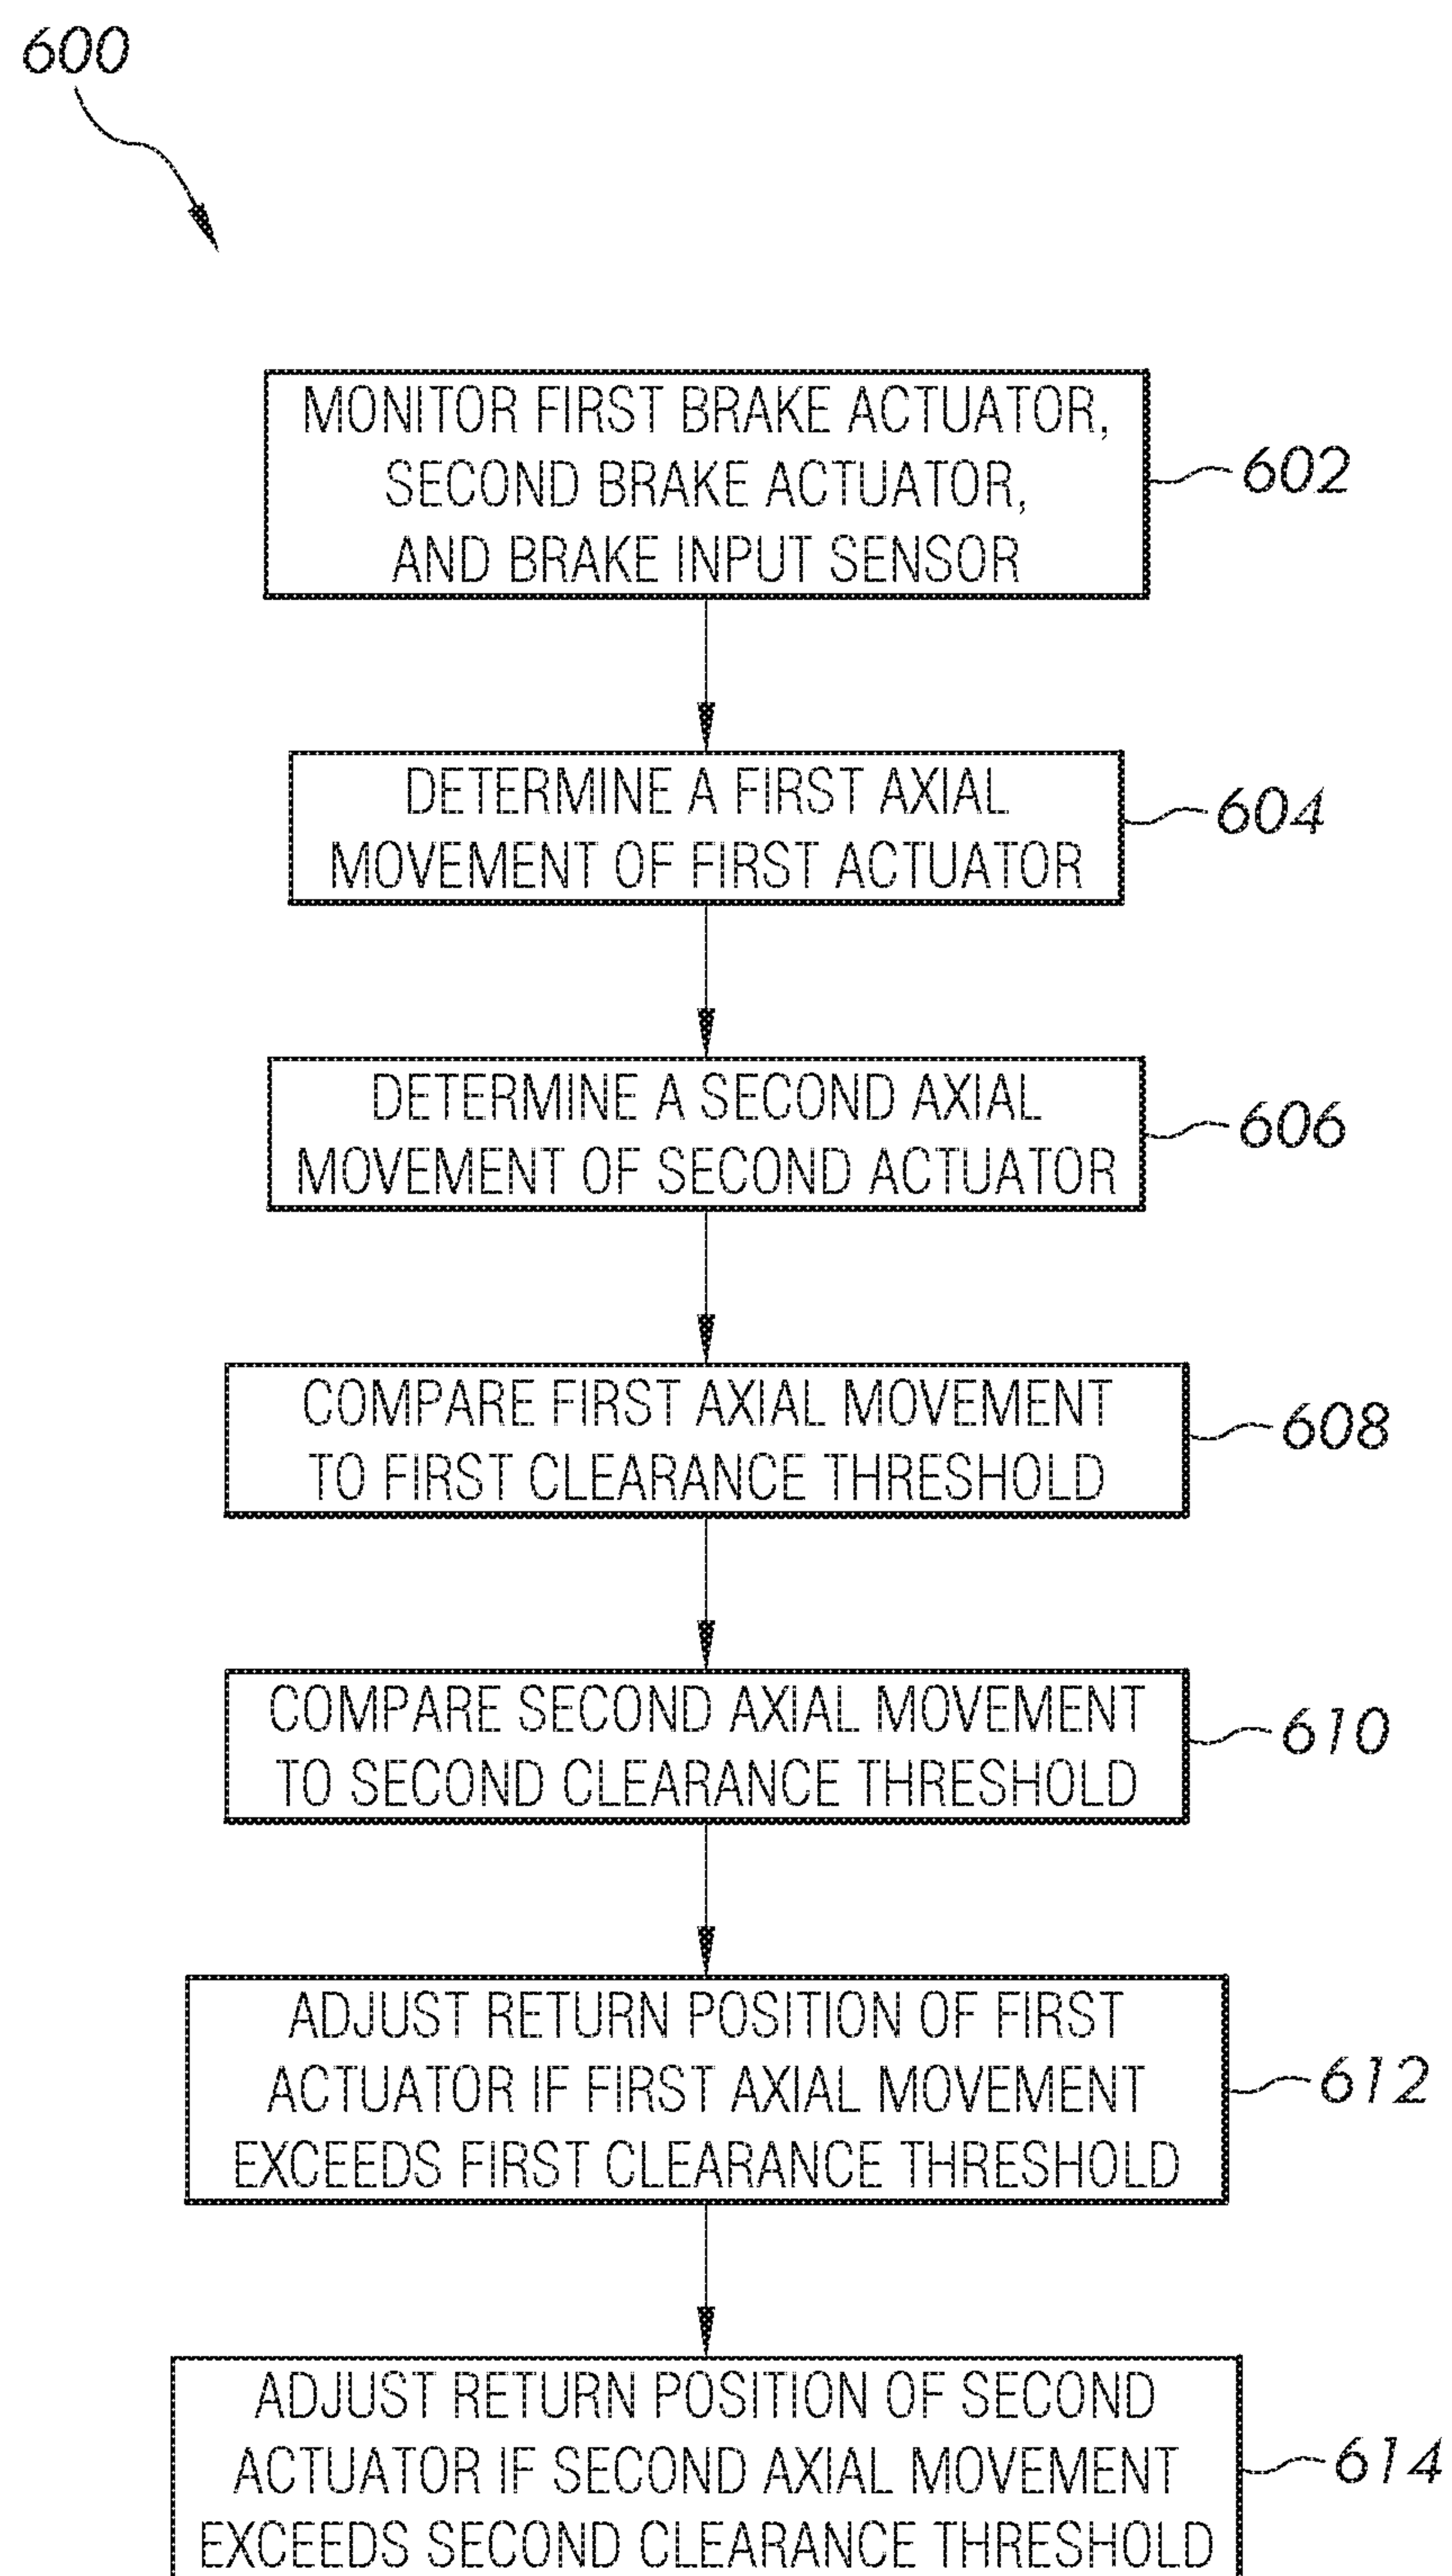 600
MONITOR FIRST BRAKE ACTUATOR,
SECOND BRAKE ACTUATOR,
AND BRAKE INPUT SENSOR
602
DETERMINE A FIRST AXIAL
MOVEMENT OF FIRST ACTUATOR
604
DETERMINE A SECOND AXIAL
MOVEMENT OF SECOND ACTUATOR
606
COMPARE FIRST AXIAL MOVEMENT
TO FIRST CLEARANCE THRESHOLD
608
COMPARE SECOND AXIAL MOVEMENT
TO SECOND CLEARANCE THRESHOLD
610
ADJUST RETURN POSITION OF FIRST
ACTUATOR IF FIRST AXIAL MOVEMENT
EXCEEDS FIRST CLEARANCE THRESHOLD
612
ADJUST RETURN POSITION OF SECOND
ACTUATOR IF SECOND AXIAL MOVEMENT
EXCEEDS SECOND CLEARANCE THRESHOLD
614